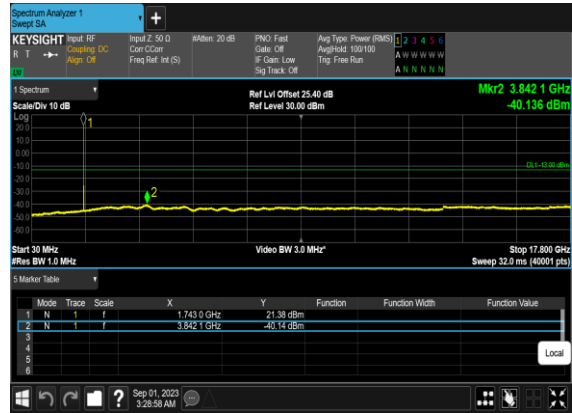 Spectrum Analyzer 1
Swept SA
+
KEYSIGHT Input: RF Input Z: 50 Ω #Atten: 20 dB PNO: Fast Avg Type: Power (RMS) 1 2 3 4 5 6
R T Coupling: DC Corr CCorr Gate: Off Avg|Hold: 100/100 A W W W W W
Align: Off Freq Ref: Int (S) IF Gain: Low Trig: Free Run
Sig Track: Off A N N N N N
1 Spectrum Ref Lvl Offset 25.40 dB Mkr2 3.842 1 GHz
Scale/Div 10 dB Ref Level 30.00 dBm -40.136 dBm
Log
20.0
10.0
0.00
-10.0
-20.0
-30.0
-40.0
-50.0
-60.0
1
DL1 -13.00 dBm
2
Start 30 MHz Video BW 3.0 MHz* Stop 17.800 GHz
#Res BW 1.0 MHz Sweep 32.0 ms (40001 pts)
5 Marker Table
Mode Trace Scale X Y Function Function Width Function Value
1 N 1 f 1.743 0 GHz 21.38 dBm
2 N 1 f 3.842 1 GHz -40.14 dBm
3
4
5
6
Local
? Sep 01, 2023
3:28:58 AM